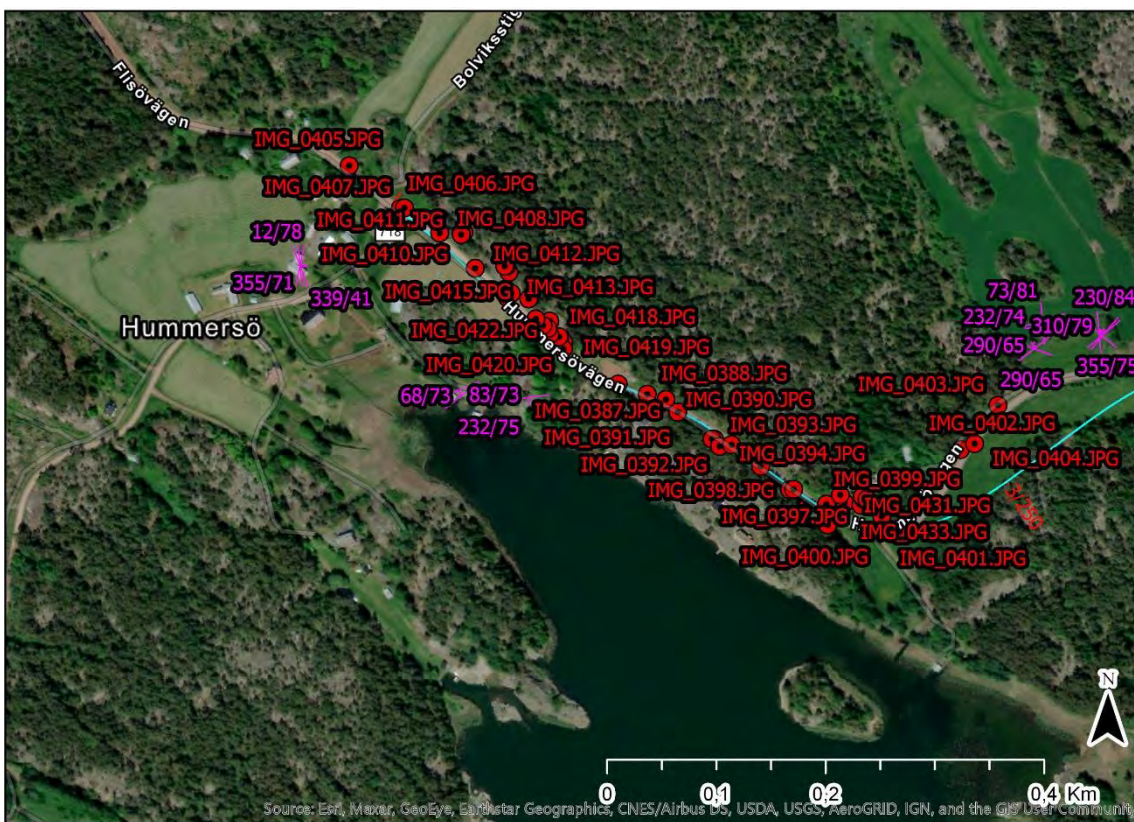 Flisövägen
Bolviksstig
IMG_0405.JPG
IMG_0407.JPG
IMG_0406.JPG
IMG_0411.JPG
IMG_0408.JPG
718
IMG_0410.JPG
IMG_0412.JPG
12/78
355/71
339/41
IMG_0415.JPG
IMG_0413.JPG
Hummersö
IMG_0422.JPG
IMG_0418.JPG
Hummersövägen
IMG_0419.JPG
IMG_0420.JPG
73/81
230/84
232/74
310/79
290/65
355/75
290/65
68/73
83/73
232/75
IMG_0388.JPG
IMG_0387.JPG
IMG_0390.JPG
IMG_0403.JPG
IMG_0391.JPG
IMG_0393.JPG
IMG_0402.JPG
IMG_0392.JPG
IMG_0394.JPG
IMG_0404.JPG
IMG_0398.JPG
IMG_0399.JPG
IMG_0397.JPG
IMG_0431.JPG
IMG_0433.JPG
IMG_0400.JPG
IMG_0401.JPG
3/250
N
0 0,1 0,2 0,4 Km
Source: Esri, Maxar, GeoEye, Earthstar Geographics, CNES/Airbus DS, USDA, USGS, AeroGRID, IGN, and the GIS User Communit